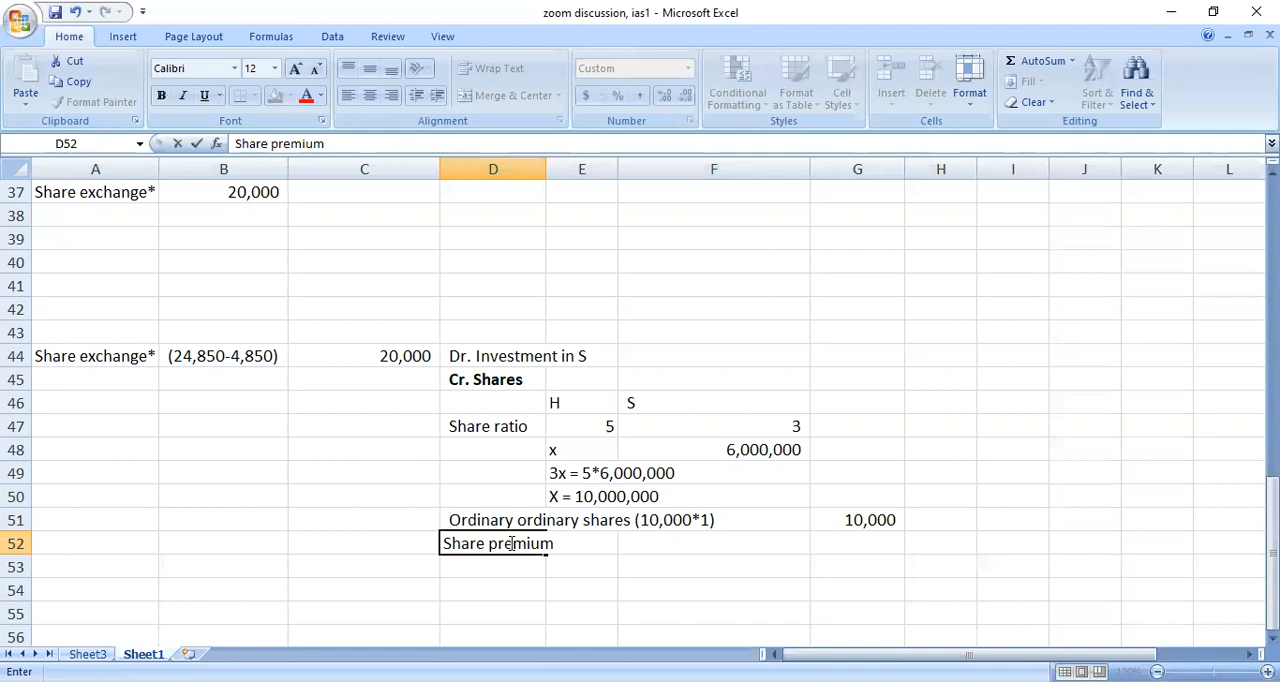 zoom discussion, ias1 - Microsoft Excel
Home Insert Page Layout Formulas Data Review View
Paste
Cut
Copy
Format Painter
Clipboard
Calibri 12 A A
B I U A
Font
Wrap Text
Merge & Center
Alignment
Custom
$ % , .0 .00 .00 .0
Number
Conditional Formatting
Format as Table
Cell Styles
Styles
Insert Delete Format
Cells
Σ AutoSum
Fill
Clear
Sort & Filter
Find & Select
Editing
D52 fx Share premium
A B C D E F G H I J K L
37 Share exchange* 20,000
38
39
40
41
42
43
44 Share exchange* (24,850-4,850) 20,000 Dr. Investment in S
45 Cr. Shares
46 H S
47 Share ratio 5 3
48 x 6,000,000
49 3x = 5*6,000,000
50 X = 10,000,000
51 Ordinary ordinary shares (10,000*1) 10,000
52 Share premium
53
54
55
56
Sheet3 Sheet1
Enter